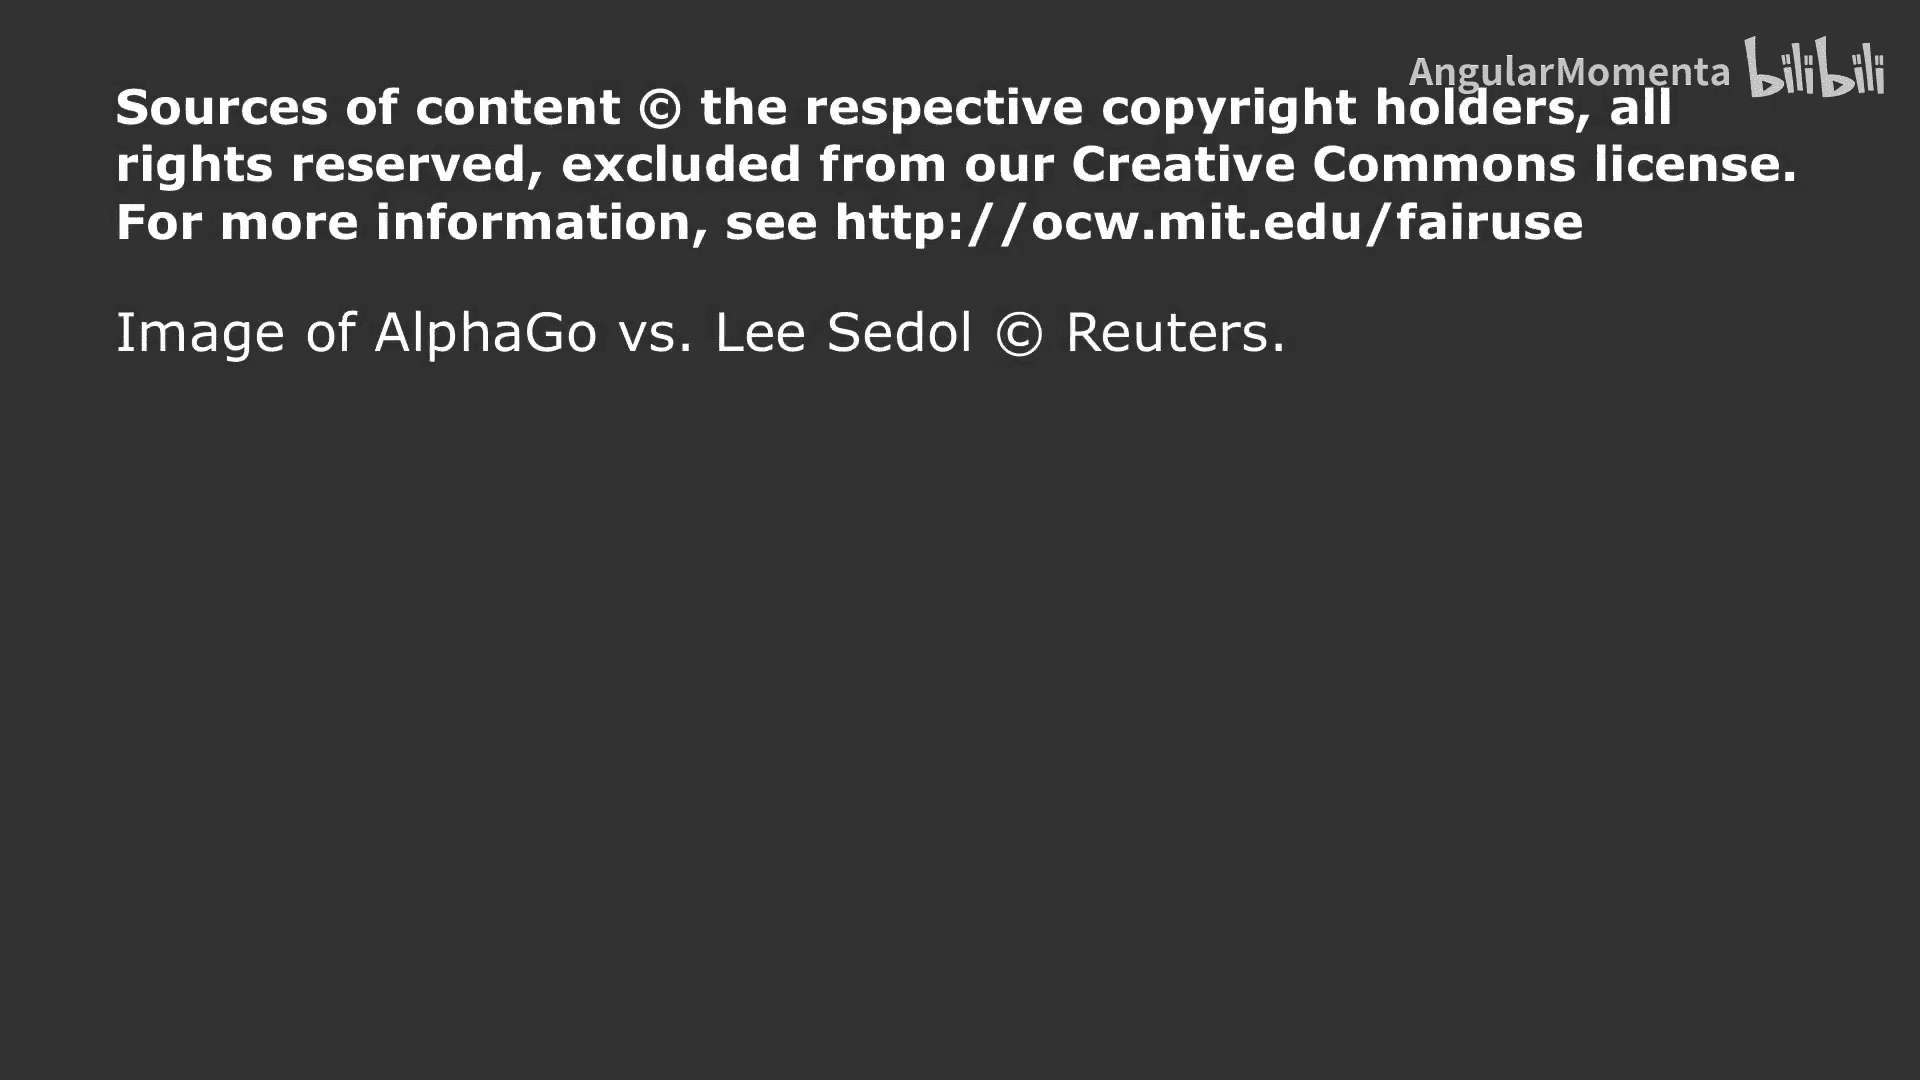 AngularMomenta bilibili
Sources of content © the respective copyright holders, all
rights reserved, excluded from our Creative Commons license.
For more information, see http://ocw.mit.edu/fairuse
Image of AlphaGo vs. Lee Sedol © Reuters.